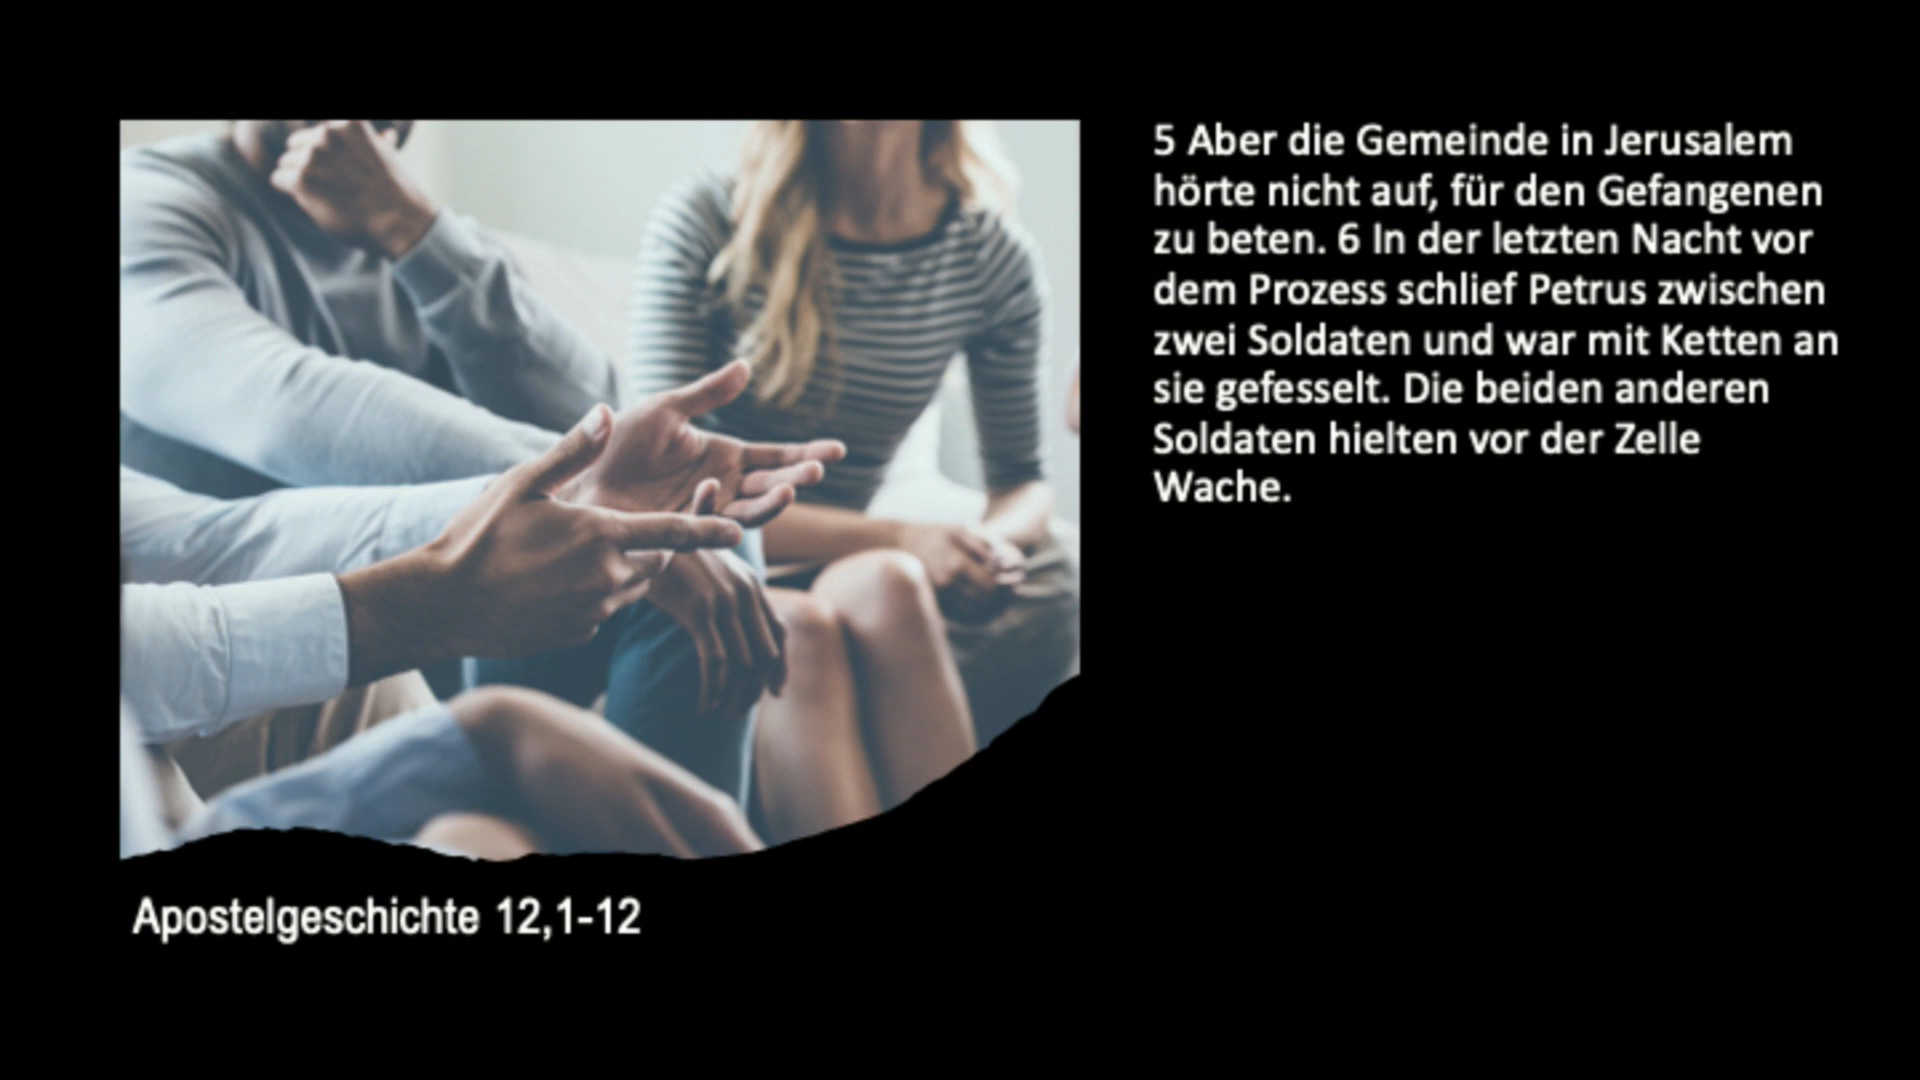 5 Aber die Gemeinde in Jerusalem
hörte nicht auf, für den Gefangenen
zu beten. 6 In der letzten Nacht vor
dem Prozess schlief Petrus zwischen
zwei Soldaten und war mit Ketten an
sie gefesselt. Die beiden anderen
Soldaten hielten vor der Zelle
Wache.
Apostelgeschichte 12,1-12